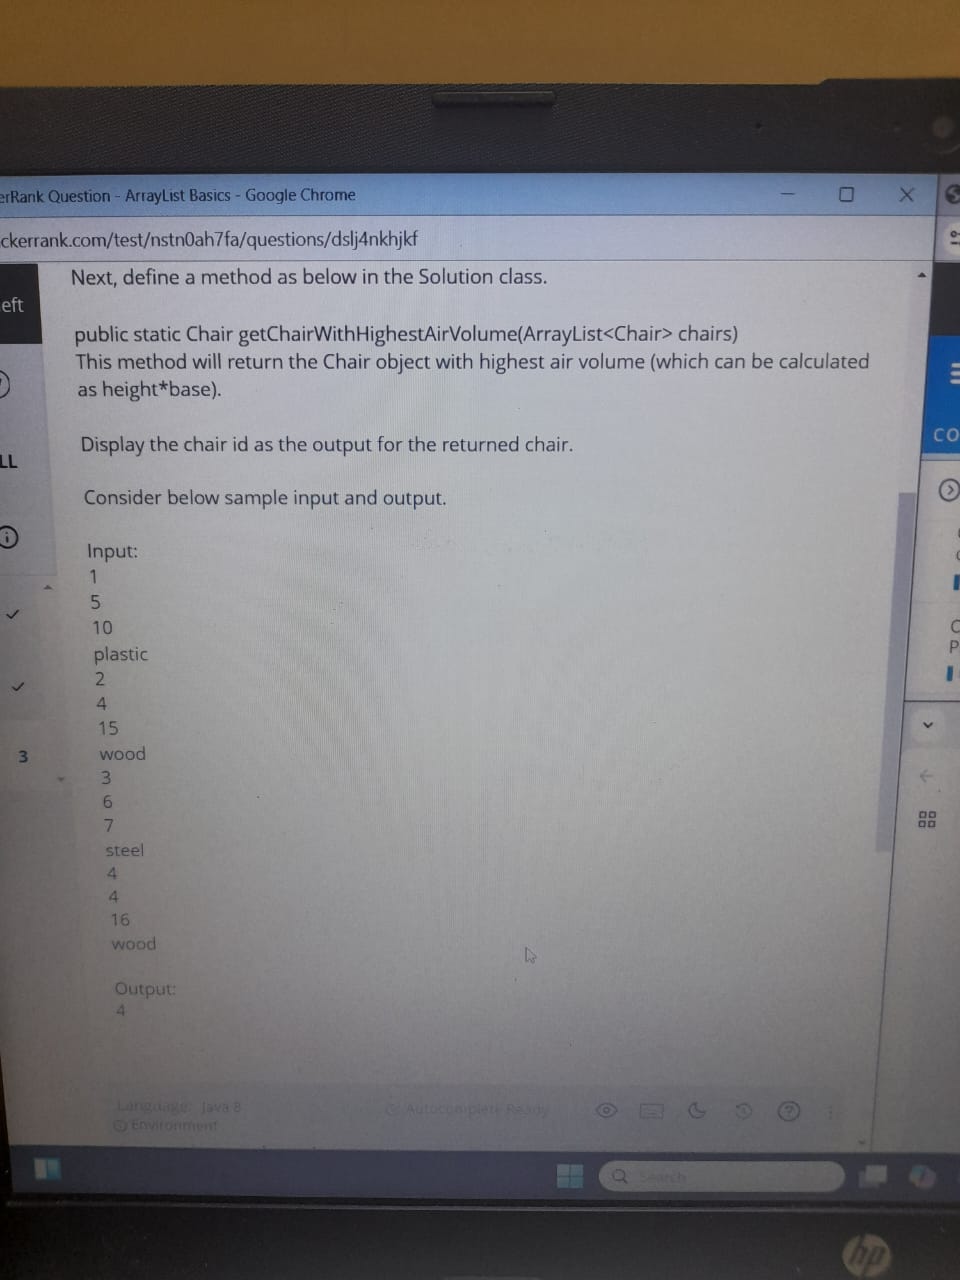 erRank Question - ArrayList Basics - Google Chrome
ckerrank.com/test/nstn0ah7fa/questions/dslj4nkhjkf
eft
LL
3
Next, define a method as below in the Solution class.
public static Chair getChairWithHighestAirVolume(ArrayList<Chair> chairs)
This method will return the Chair object with highest air volume (which can be calculated
as height*base).
Display the chair id as the output for the returned chair.
Consider below sample input and output.
Input:
1
5
10
plastic
2
4
15
wood
3
6
7
steel
4
4
16
wood
Output:
4
Language: Java 8
Autocomplete Ready
Environment
CO
C
P
Search
hp